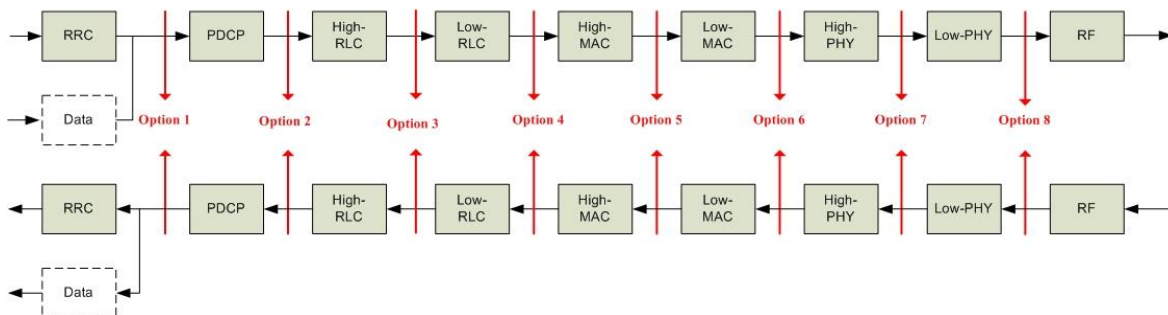 RRC
PDCP
High-
RLC
Low-
RLC
High-
MAC
Low-
MAC
High-
PHY
Low-PHY
RF
Data
Option 1
Option 2
Option 3
Option 4
Option 5
Option 6
Option 7
Option 8
RRC
PDCP
High-
RLC
Low-
RLC
High-
MAC
Low-
MAC
High-
PHY
Low-PHY
RF
Data